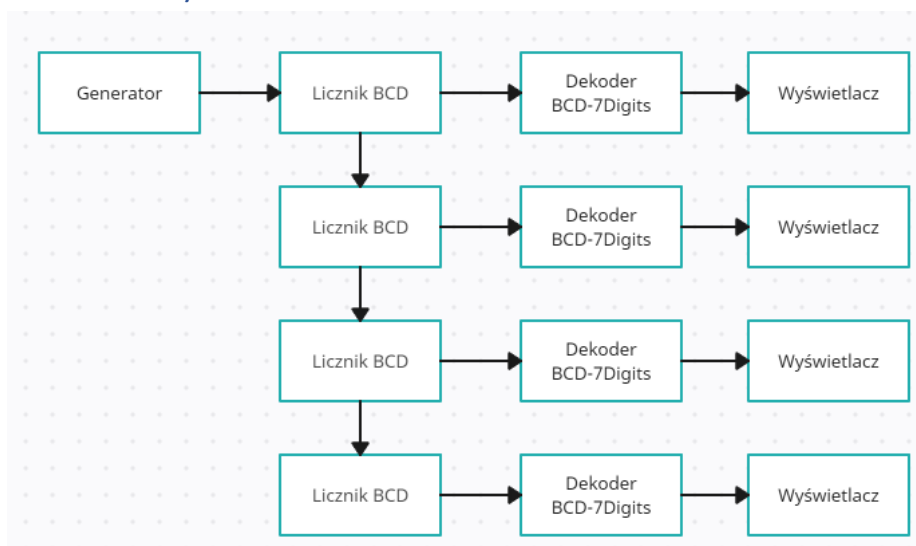 Generator
Licznik BCD
Dekoder
BCD-7Digits
Wyświetlacz
Licznik BCD
Dekoder
BCD-7Digits
Wyświetlacz
Licznik BCD
Dekoder
BCD-7Digits
Wyświetlacz
Licznik BCD
Dekoder
BCD-7Digits
Wyświetlacz